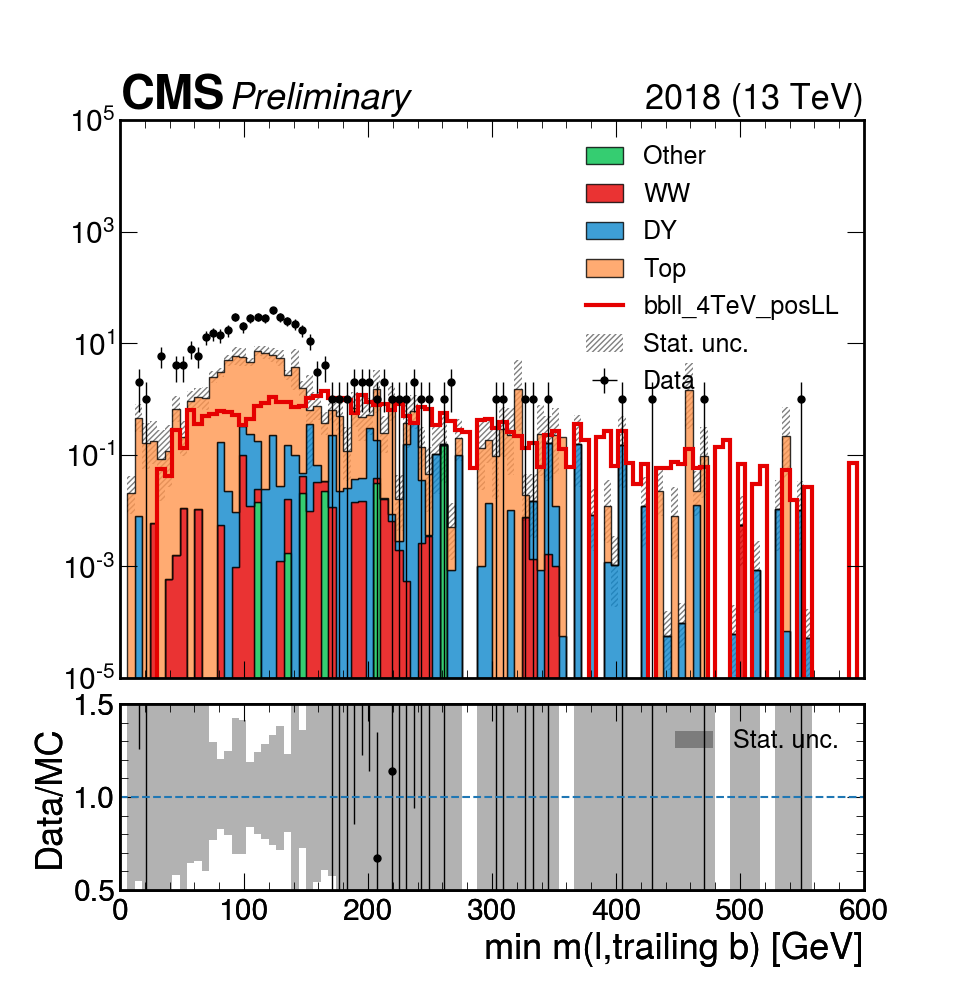 CMS Preliminary 2018 (13 TeV)
10^5
10^3
10^1
10^-1
10^-3
10^-5
Other
WW
DY
Top
bbll_4TeV_posLL
Stat. unc.
Data
Data/MC
1.5
1.0
0.5
Stat. unc.
0 100 200 300 400 500 600
min m(l,trailing b) [GeV]